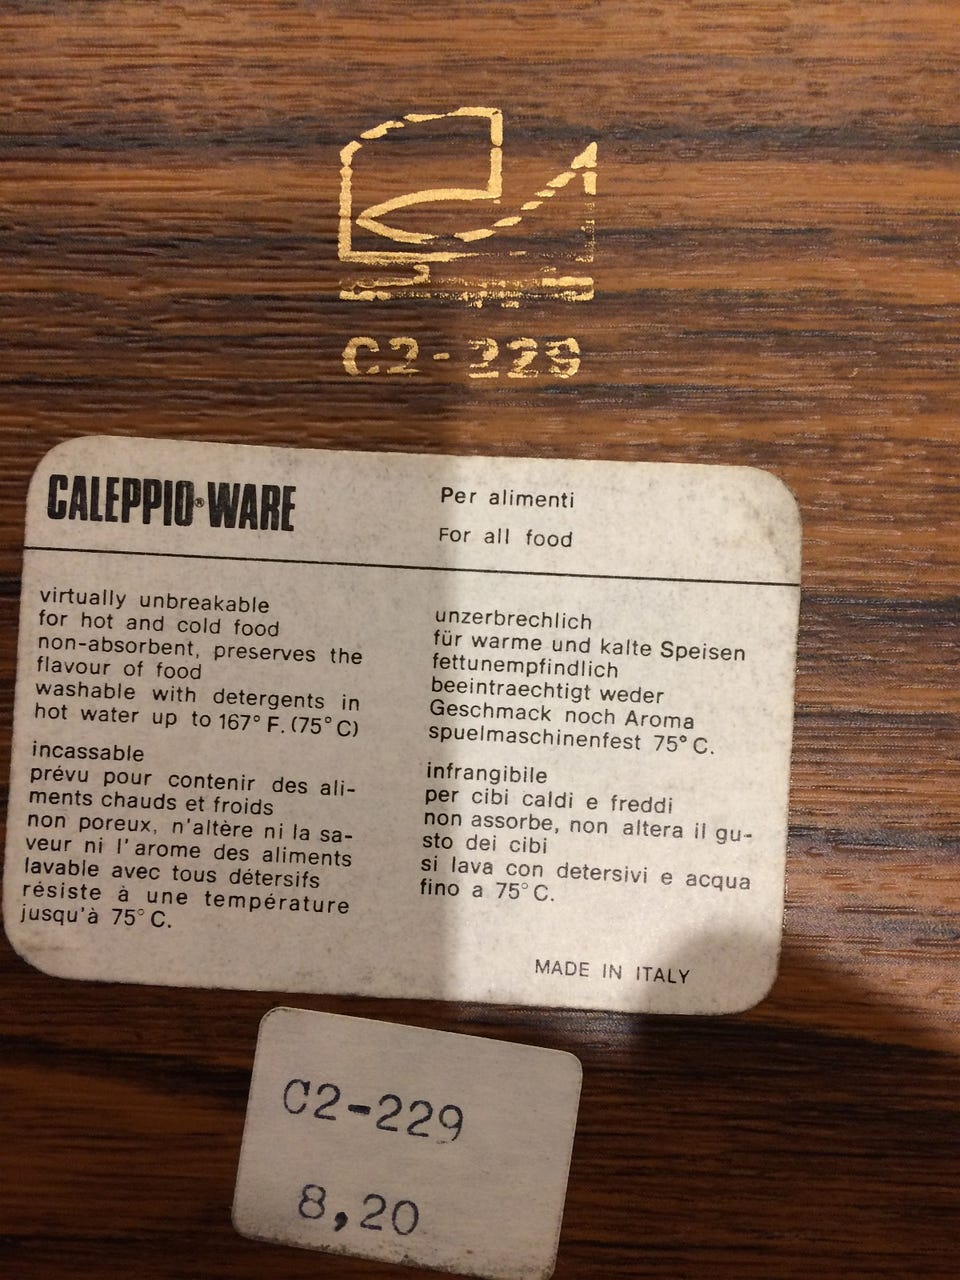 C2-229
CALEPPIO® WARE
Per alimenti
For all food
virtually unbreakable
for hot and cold food
non-absorbent, preserves the
flavour of food
washable with detergents in
hot water up to 167° F. (75° C)
incassable
prévu pour contenir des ali-
ments chauds et froids
non poreux, n'altère ni la sa-
veur ni l'arome des aliments
lavable avec tous détersifs
résiste à une température
jusqu'à 75° C.
unzerbrechlich
für warme und kalte Speisen
fettunempfindlich
beeintraechtigt weder
Geschmack noch Aroma
spuelmaschinenfest 75° C.
infrangibile
per cibi caldi e freddi
non assorbe, non altera il gu-
sto dei cibi
si lava con detersivi e acqua
fino a 75° C.
MADE IN ITALY
C2-229
8,20